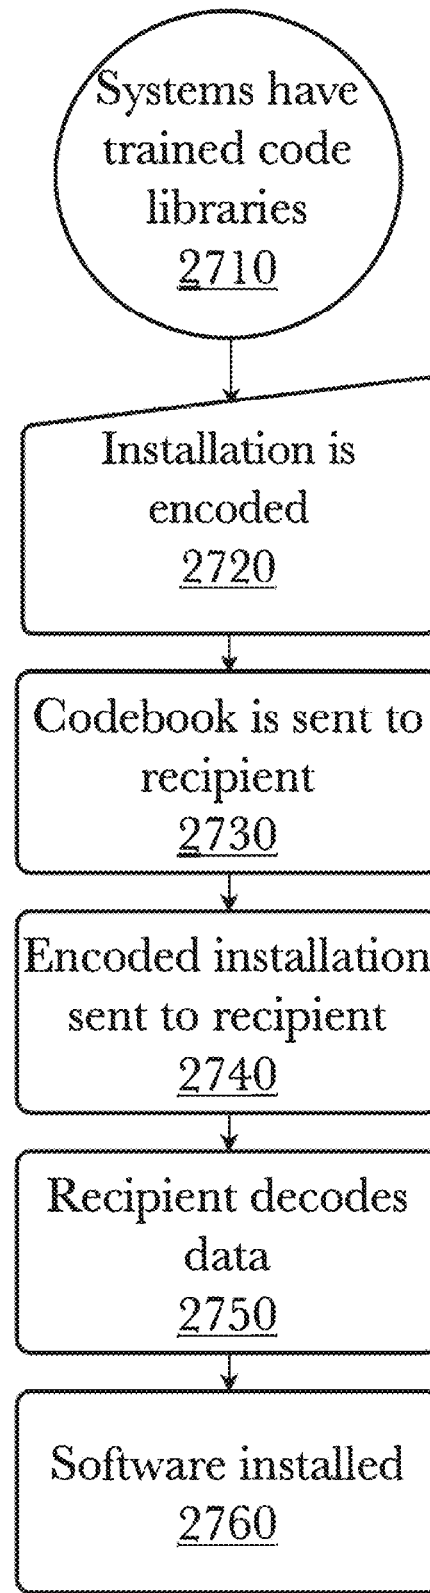 Systems have
trained code
libraries
2710
Installation is
encoded
2720
Codebook is sent to
recipient
2730
Encoded installation
sent to recipient
2740
Recipient decodes
data
2750
Software installed
2760